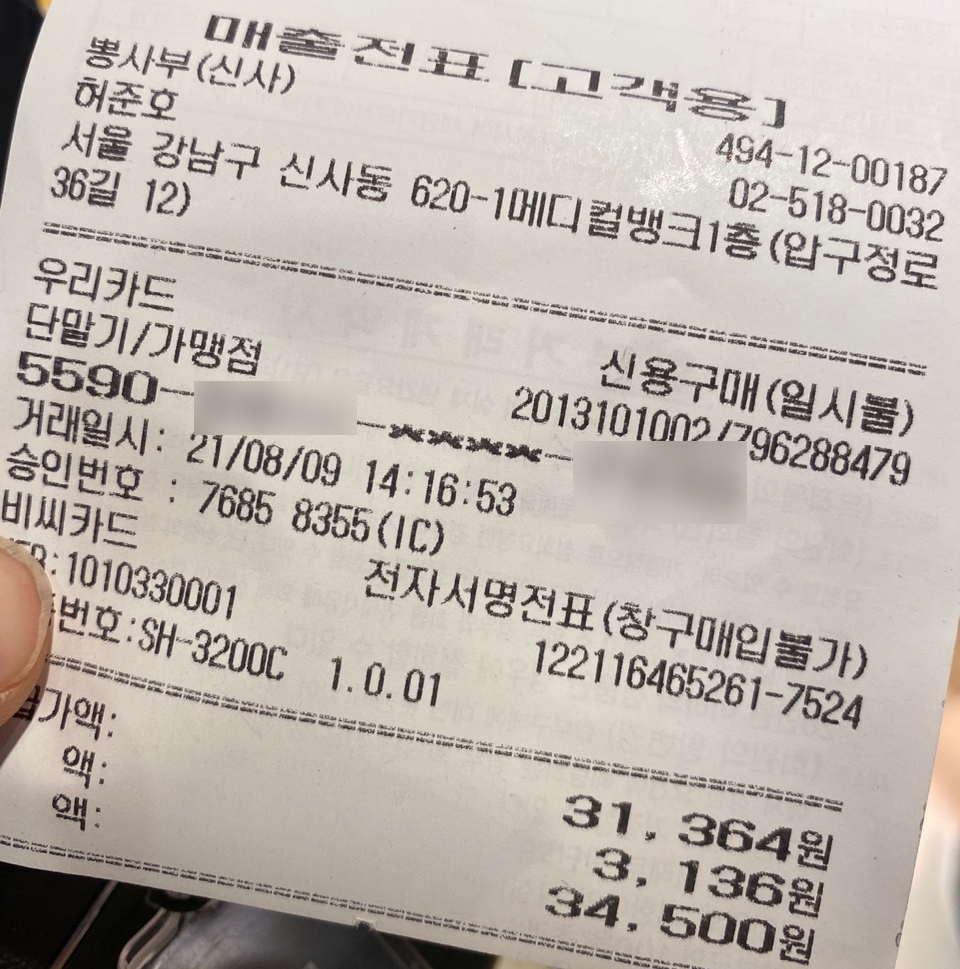 매출전표[고객용]
뽕사부(신사) 494-12-00187
허준호 02-518-0032
서울 강남구 신사동 620-1메디컬뱅크1층(압구정로
36길 12)
우리카드 신용구매(일시불)
단말기/가맹점 2013101002/796288479
5590- -****-
거래일시: 21/08/09 14:16:53
승인번호 : 7685 8355(IC)
비씨카드 전자서명전표(창구매입불가)
:1010330001 122116465261-7524
번호:SH-3200C 1.0.01
가액: 31,364원
액: 3,136원
액: 34,500원